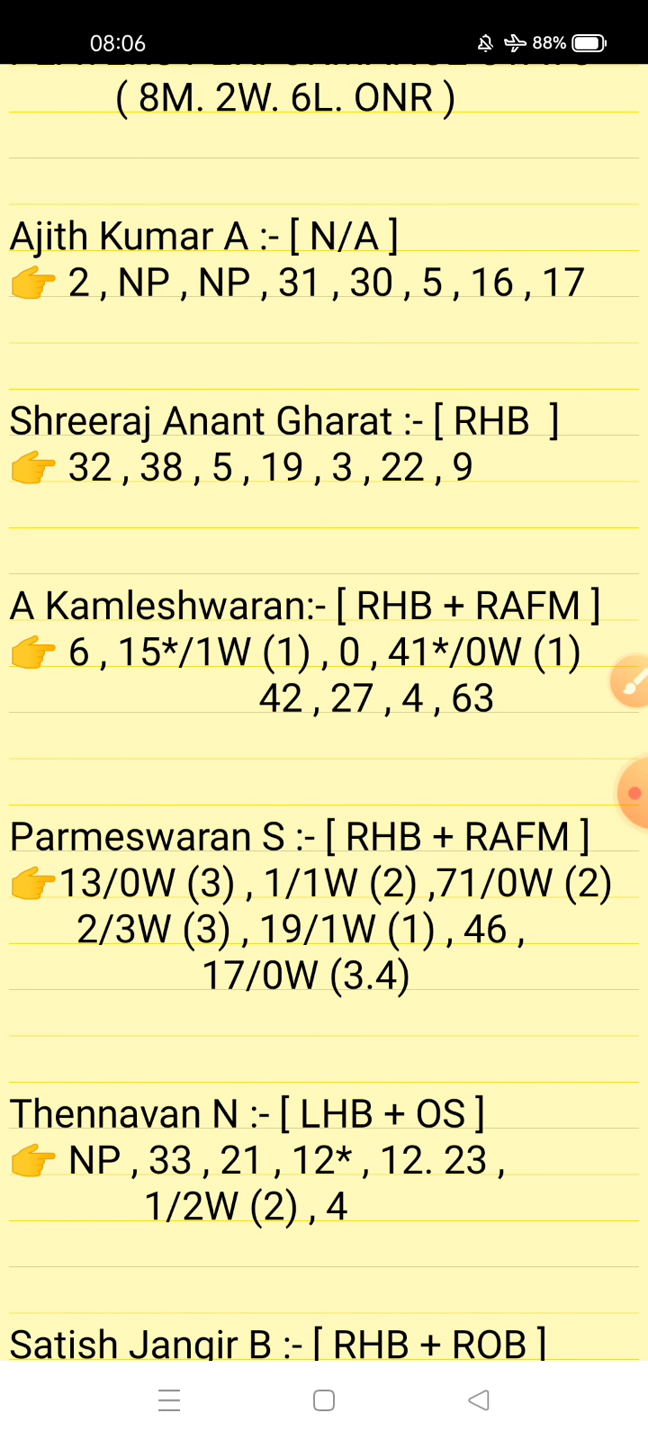 08:06 88%
( 8M. 2W. 6L. ONR )
Ajith Kumar A :- [ N/A ]
👉 2 , NP , NP , 31 , 30 , 5 , 16 , 17
Shreeraj Anant Gharat :- [ RHB ]
👉 32 , 38 , 5 , 19 , 3 , 22 , 9
A Kamleshwaran:- [ RHB + RAFM ]
👉 6 , 15*/1W (1) , 0 , 41*/0W (1)
42 , 27 , 4 , 63
Parmeswaran S :- [ RHB + RAFM ]
👉13/0W (3) , 1/1W (2) ,71/0W (2)
2/3W (3) , 19/1W (1) , 46 ,
17/0W (3.4)
Thennavan N :- [ LHB + OS ]
👉 NP , 33 , 21 , 12* , 12. 23 ,
1/2W (2) , 4
Satish Jangir B :- [ RHB + ROB ]